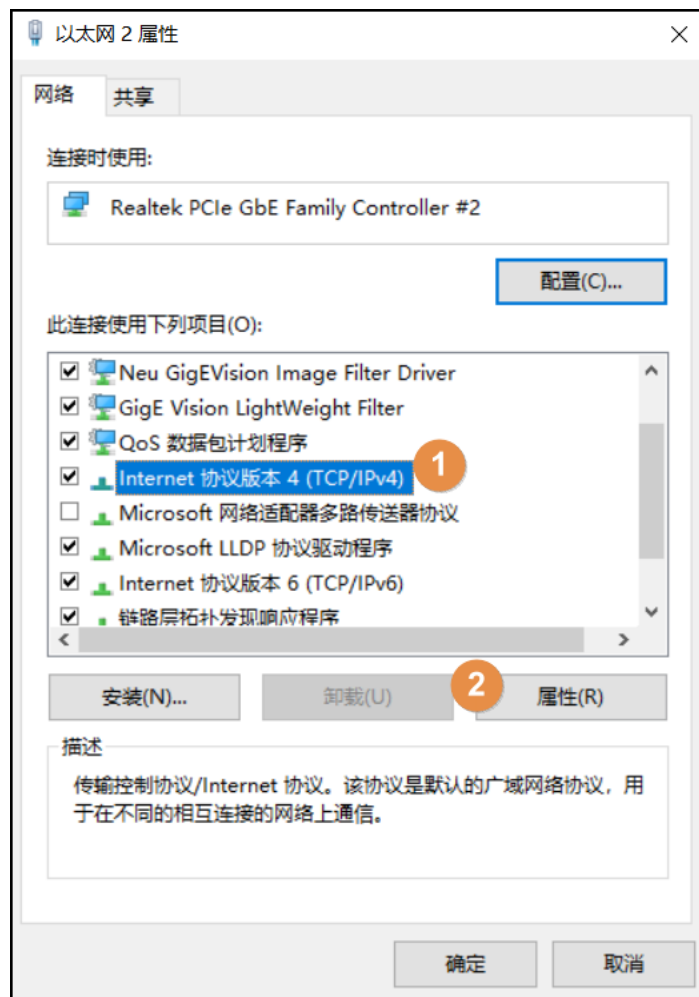 以太网 2 属性
网络
共享
连接时使用:
Realtek PCIe GbE Family Controller #2
配置(C)...
此连接使用下列项目(O):
Neu GigEVision Image Filter Driver
GigE Vision LightWeight Filter
QoS 数据包计划程序
Internet 协议版本 4 (TCP/IPv4)
1
Microsoft 网络适配器多路传送器协议
Microsoft LLDP 协议驱动程序
Internet 协议版本 6 (TCP/IPv6)
链路层拓扑发现响应程序
安装(N)...
卸载(U)
2
属性(R)
描述
传输控制协议/Internet 协议。该协议是默认的广域网络协议，用
于在不同的相互连接的网络上通信。
确定
取消